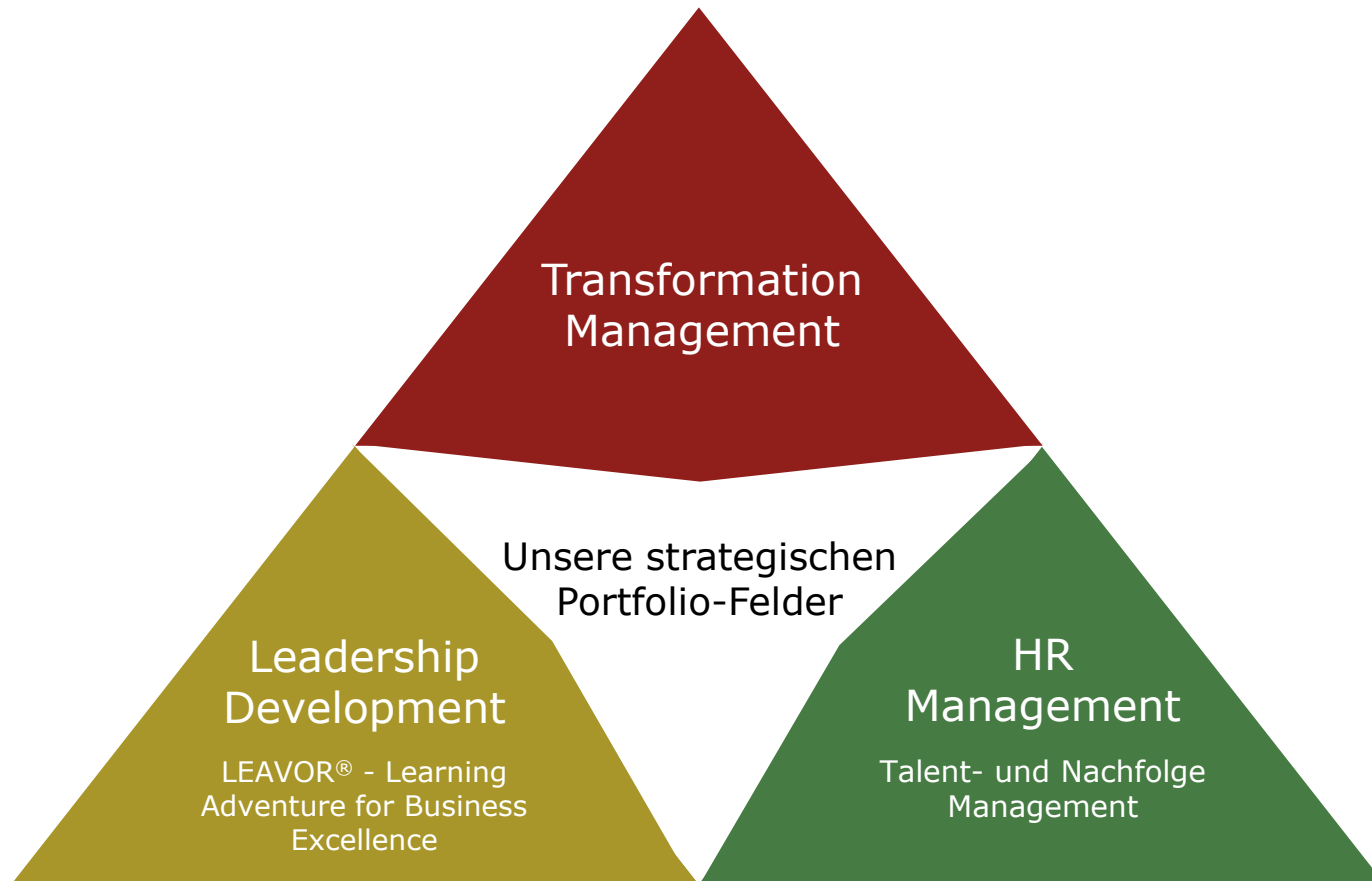 Transformation
Management
Unsere strategischen
Portfolio-Felder
Leadership
Development
LEAVOR® - Learning
Adventure for Business
Excellence
HR
Management
Talent- und Nachfolge
Management